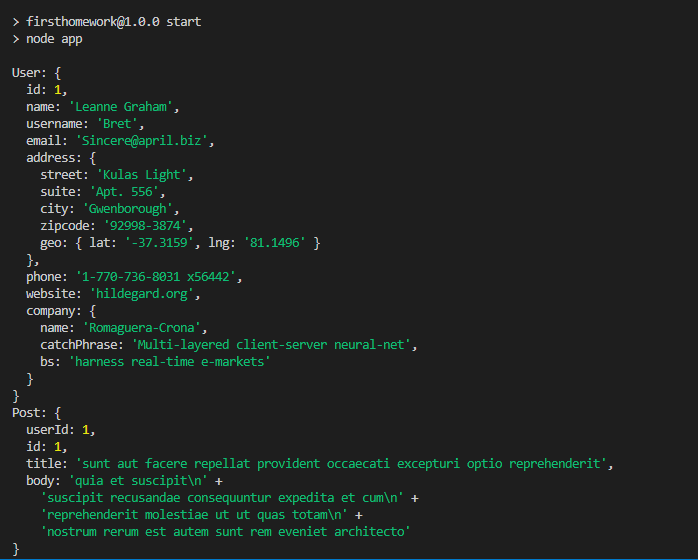 > firsthomework@1.0.0 start
> node app
User: {
  id: 1,
  name: 'Leanne Graham',
  username: 'Bret',
  email: 'Sincere@april.biz',
  address: {
    street: 'Kulas Light',
    suite: 'Apt. 556',
    city: 'Gwenborough',
    zipcode: '92998-3874',
    geo: { lat: '-37.3159', lng: '81.1496' }
  },
  phone: '1-770-736-8031 x56442',
  website: 'hildegard.org',
  company: {
    name: 'Romaguera-Crona',
    catchPhrase: 'Multi-layered client-server neural-net',
    bs: 'harness real-time e-markets'
  }
}
Post: {
  userId: 1,
  id: 1,
  title: 'sunt aut facere repellat provident occaecati excepturi optio reprehenderit',
  body: 'quia et suscipit\n' +
    'suscipit recusandae consequuntur expedita et cum\n' +
    'reprehenderit molestiae ut ut quas totam\n' +
    'nostrum rerum est autem sunt rem eveniet architecto'
}